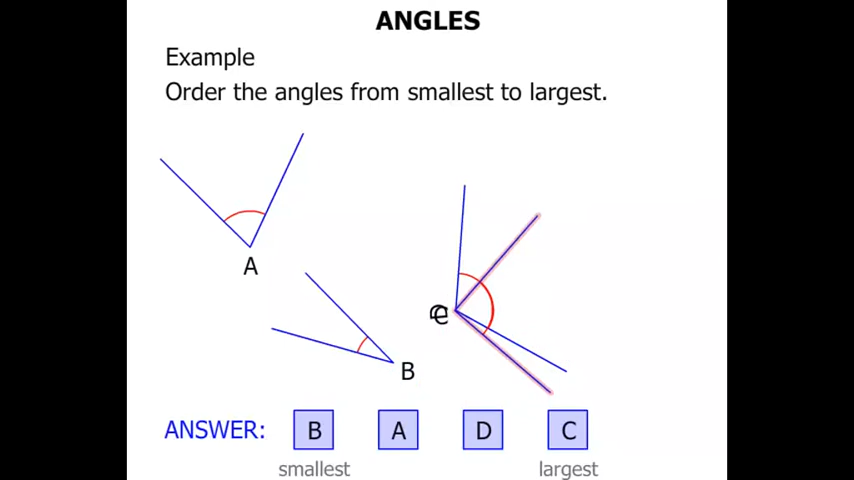 ANGLES
Example
Order the angles from smallest to largest.
A
B
ANSWER: B A D C
smallest largest